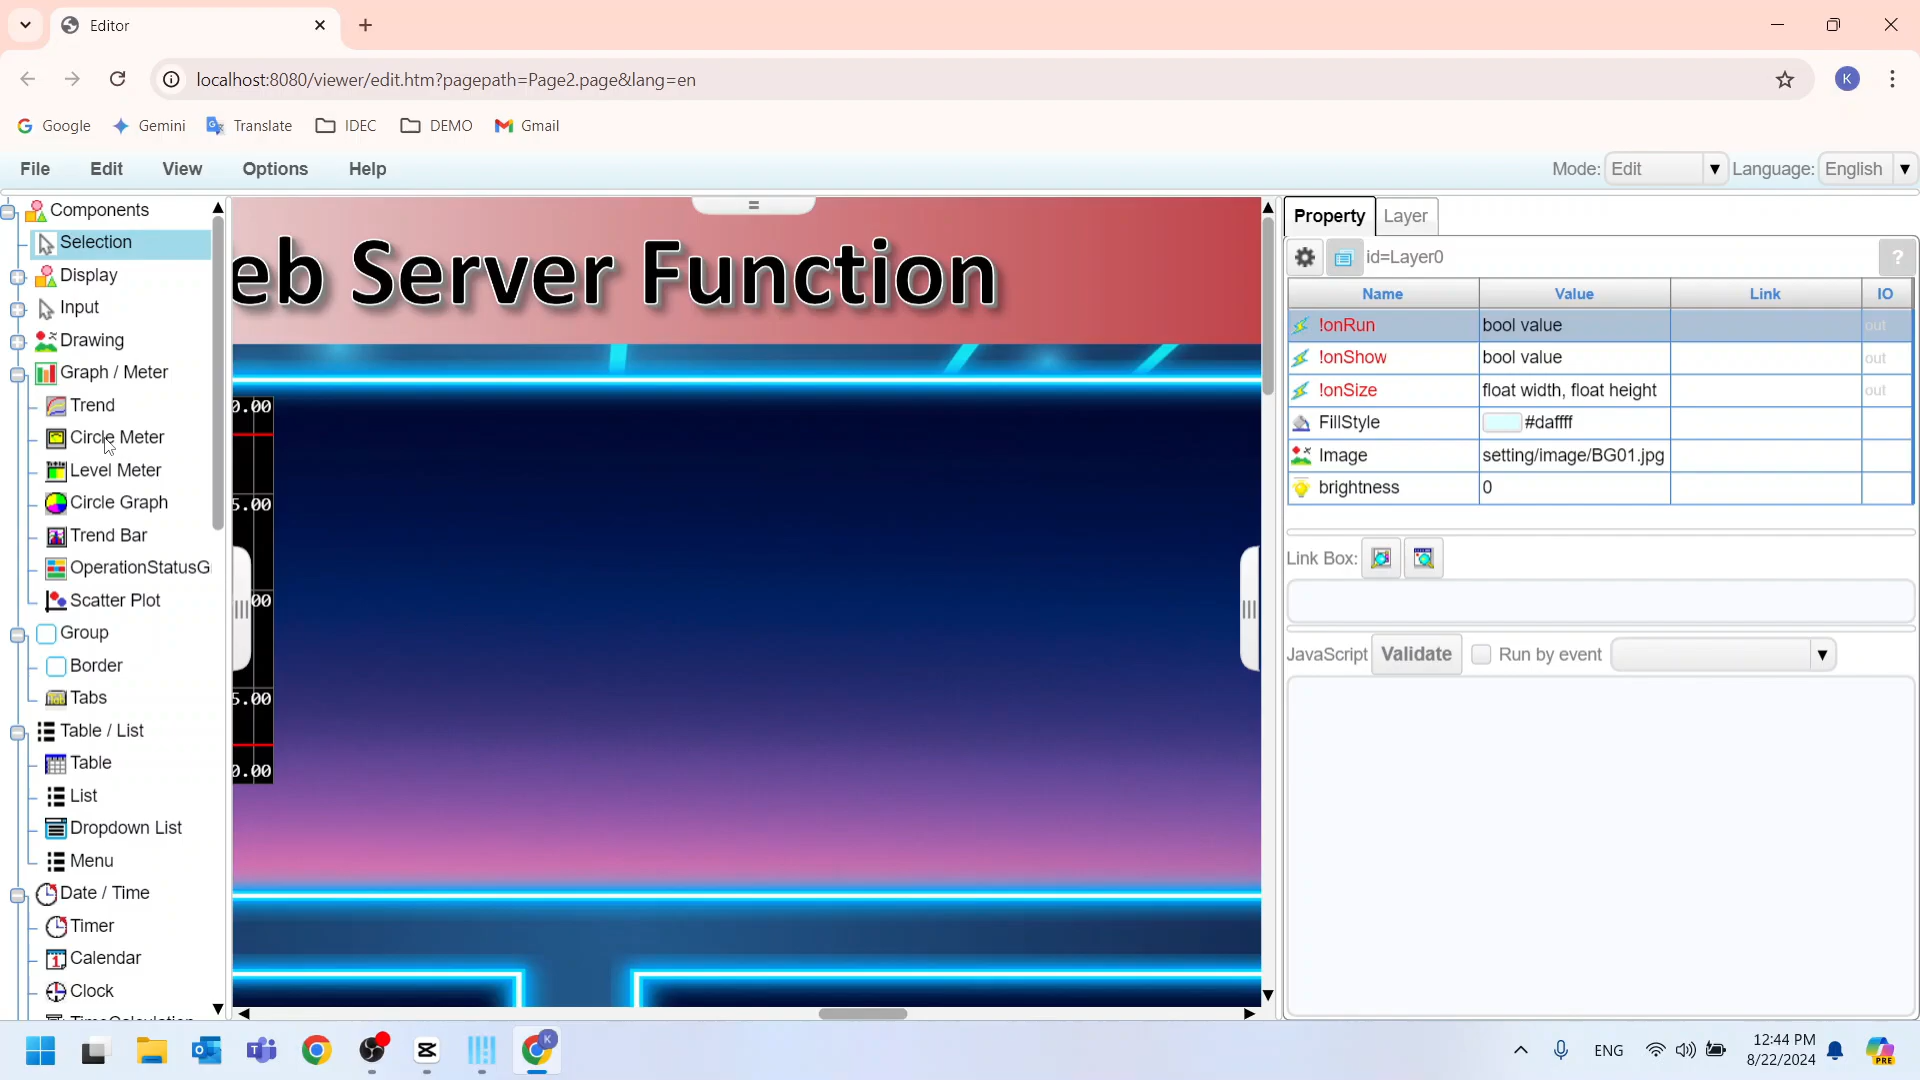 Editor
localhost:8080/viewer/edit.htm?pagepath=Page2.page&lang=en
K
Google
Gemini
Translate
IDEC
DEMO
Gmail
File
Edit
View
Options
Help
Mode: Edit
Language: English
Components
Selection
Display
Input
Drawing
Graph / Meter
Trend
Circle Meter
Level Meter
Circle Graph
Trend Bar
OperationStatusG
Scatter Plot
Group
Border
Tabs
Table / List
Table
List
Dropdown List
Menu
Date / Time
Timer
Calendar
Clock
eb Server Function
0.00
5.00
00
5.00
0.00
Property
Layer
id=Layer0
?
Name
Value
Link
IO
!onRun
bool value
out
!onShow
bool value
out
!onSize
float width, float height
out
FillStyle
#daffff
Image
setting/image/BG01.jpg
brightness
0
Link Box:
JavaScript
Validate
Run by event
ENG
12:44 PM
8/22/2024
PRE